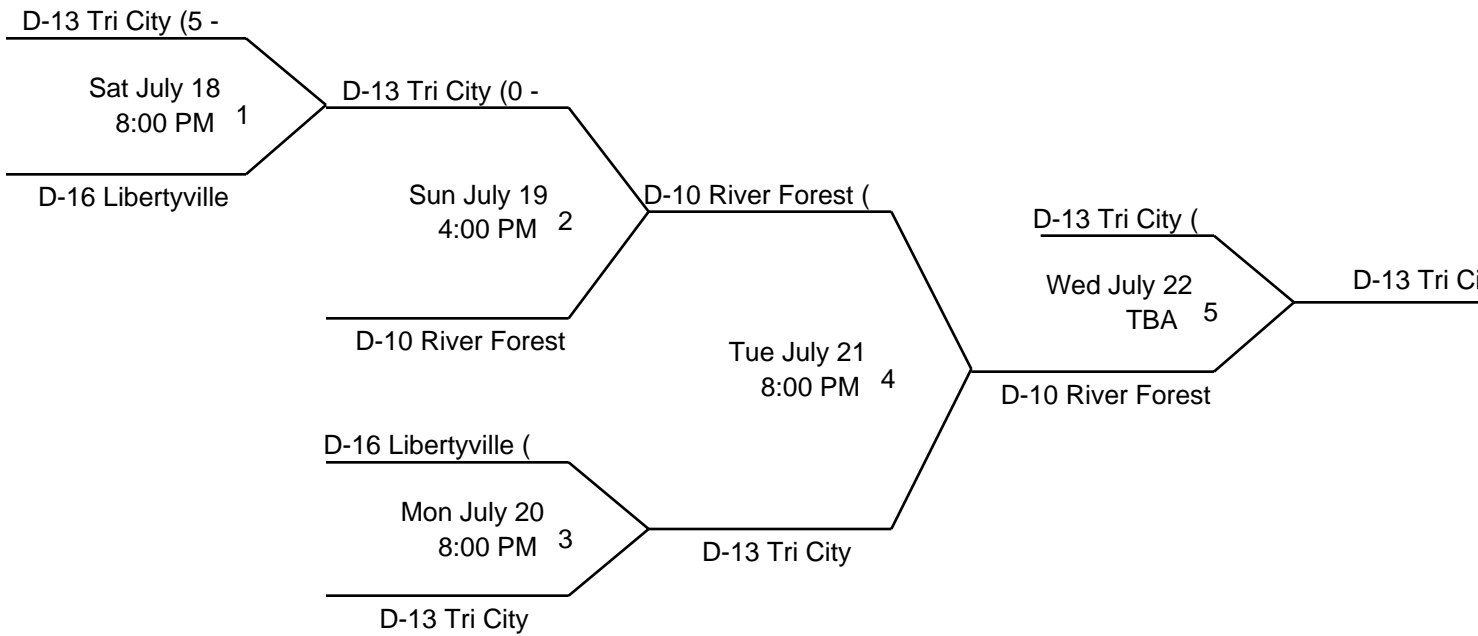 D-13 Tri City (5 -
Sat July 18
8:00 PM 1
D-16 Libertyville
D-13 Tri City (0 -
Sun July 19
4:00 PM 2
D-10 River Forest
D-10 River Forest (
D-16 Libertyville (
Mon July 20
8:00 PM 3
D-13 Tri City
Tue July 21
8:00 PM 4
D-13 Tri City
D-13 Tri City (
Wed July 22
TBA 5
D-10 River Forest
D-13 Tri Ci